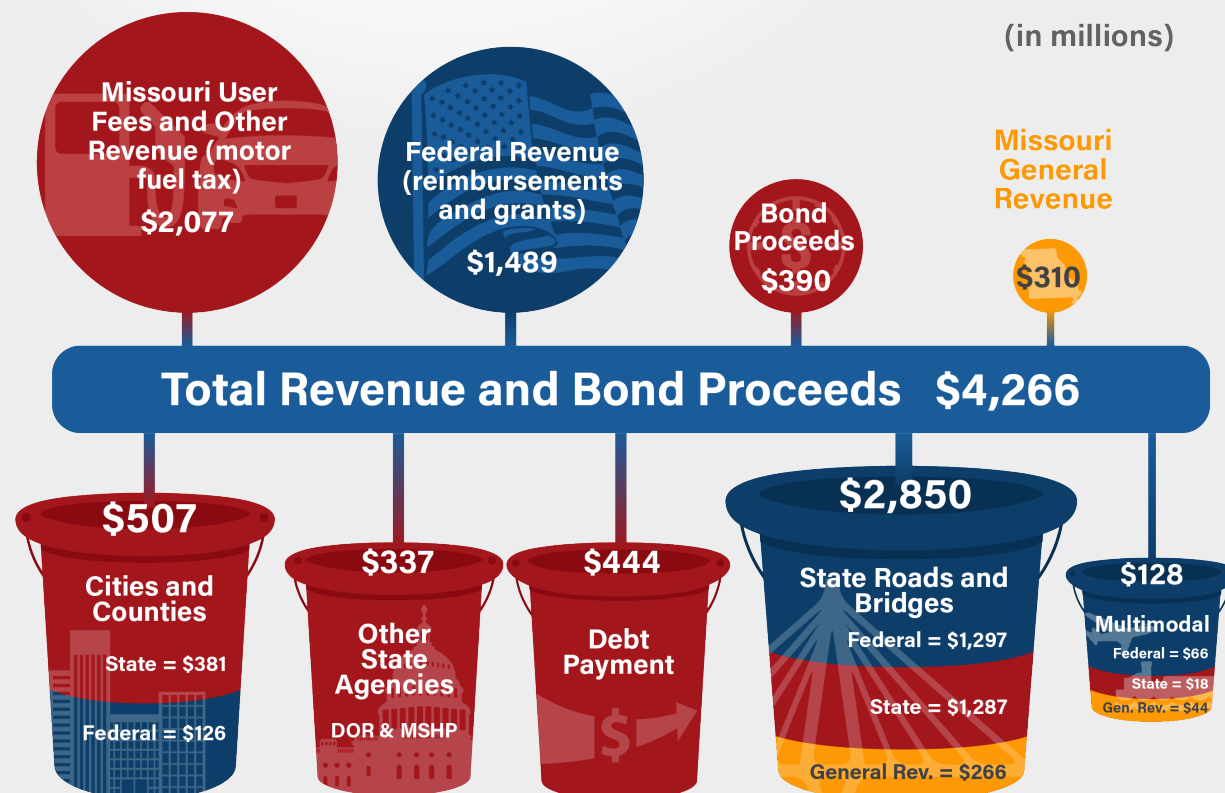 (in millions)
Missouri User
Fees and Other
Revenue (motor
fuel tax)
$2,077
Federal Revenue
(reimbursements
and grants)
$1,489
Bond
Proceeds
$390
Missouri
General
Revenue
$310
Total Revenue and Bond Proceeds $4,266
$507
Cities and
Counties
State = $381
Federal = $126
$337
Other
State
Agencies
DOR & MSHP
$444
Debt
Payment
$
$2,850
State Roads and
Bridges
Federal = $1,297
State = $1,287
General Rev. = $266
$128
Multimodal
Federal = $66
State = $18
Gen. Rev. = $44